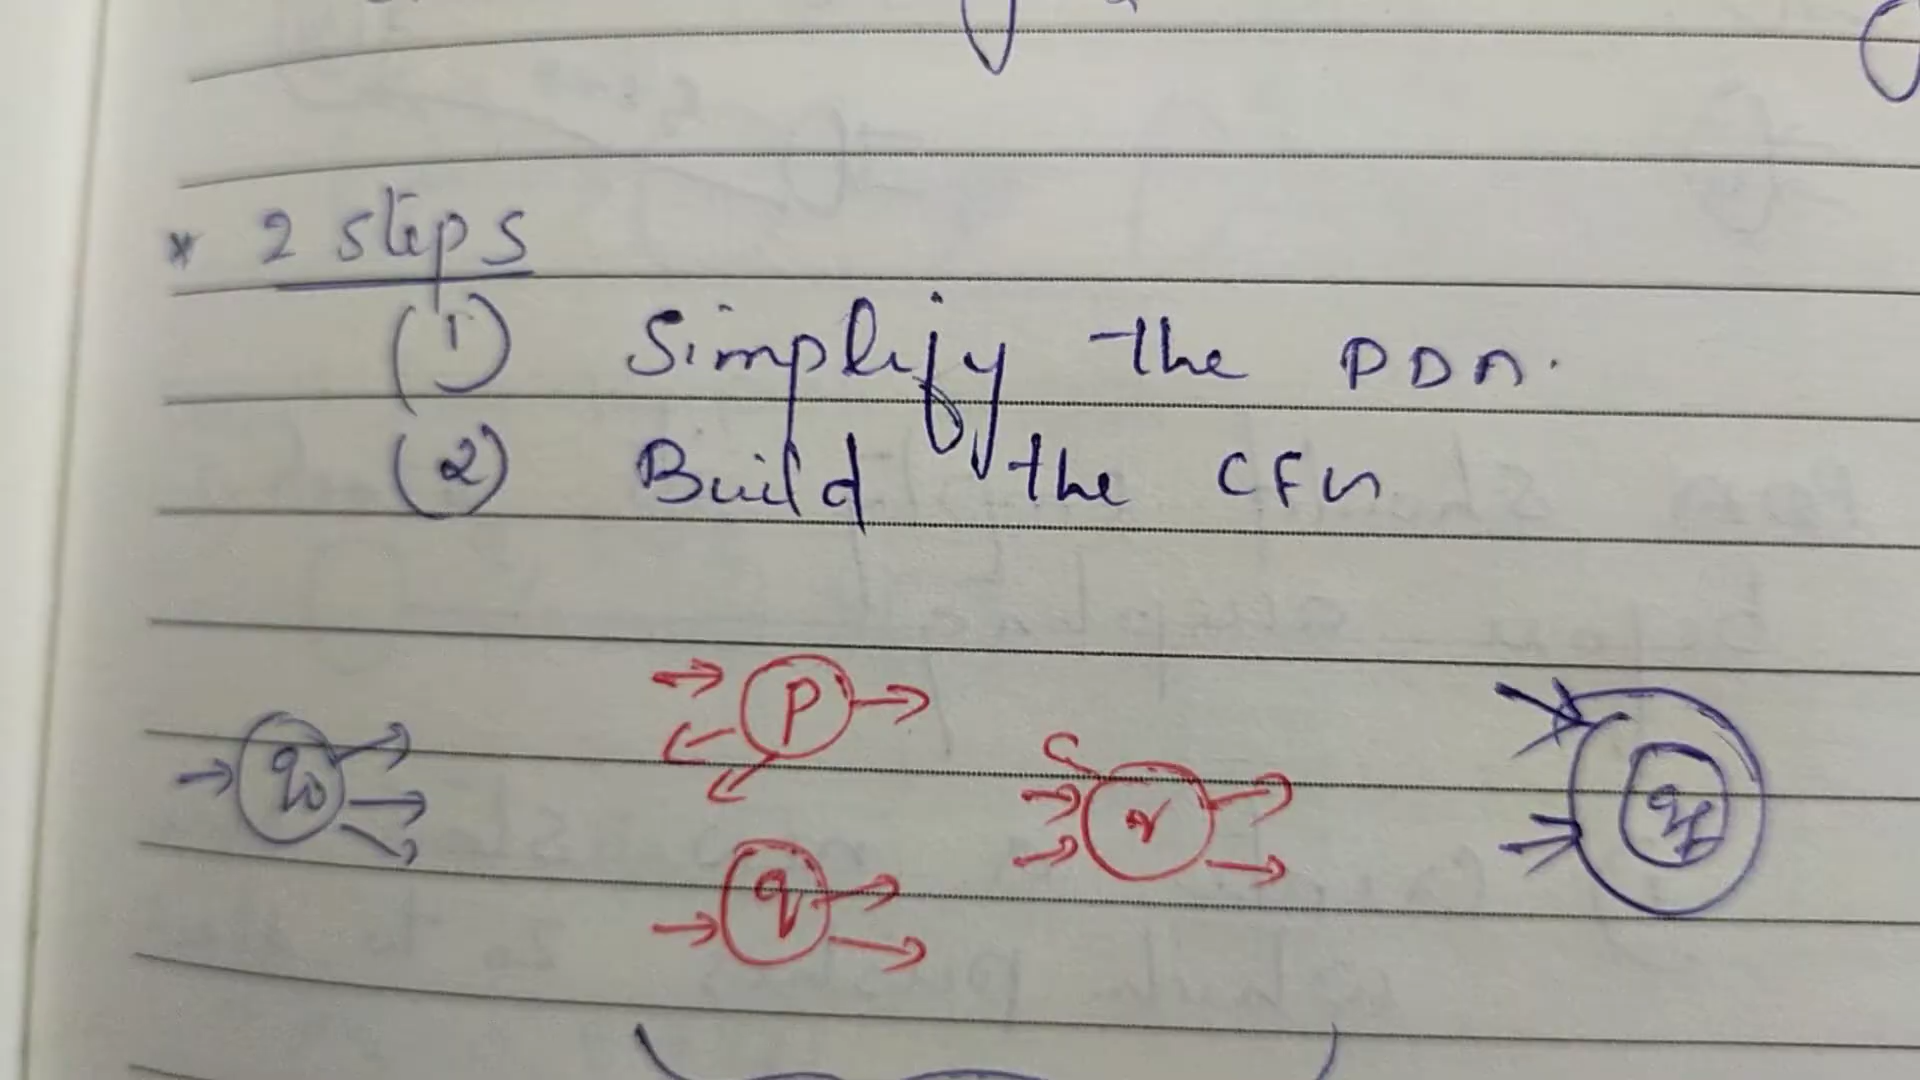 * 2 steps
(1) Simplify the PDA.
(2) Build the CFG
q0
p
q
r
qf